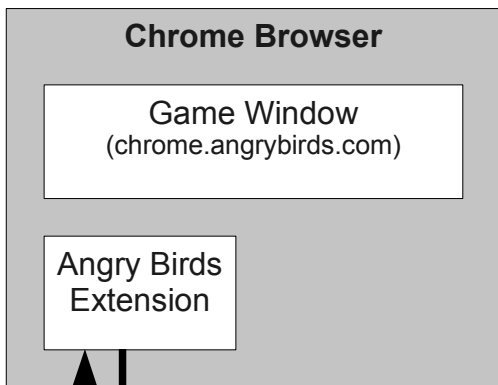 Chrome Browser
Game Window
(chrome.angrybirds.com)
Angry Birds
Extension